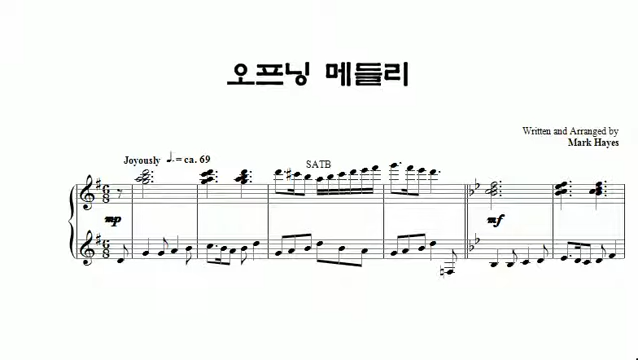 오프닝 메들리
Written and Arranged by
Mark Hayes
Joyously ♩. = ca. 69
SATB
mp
mf